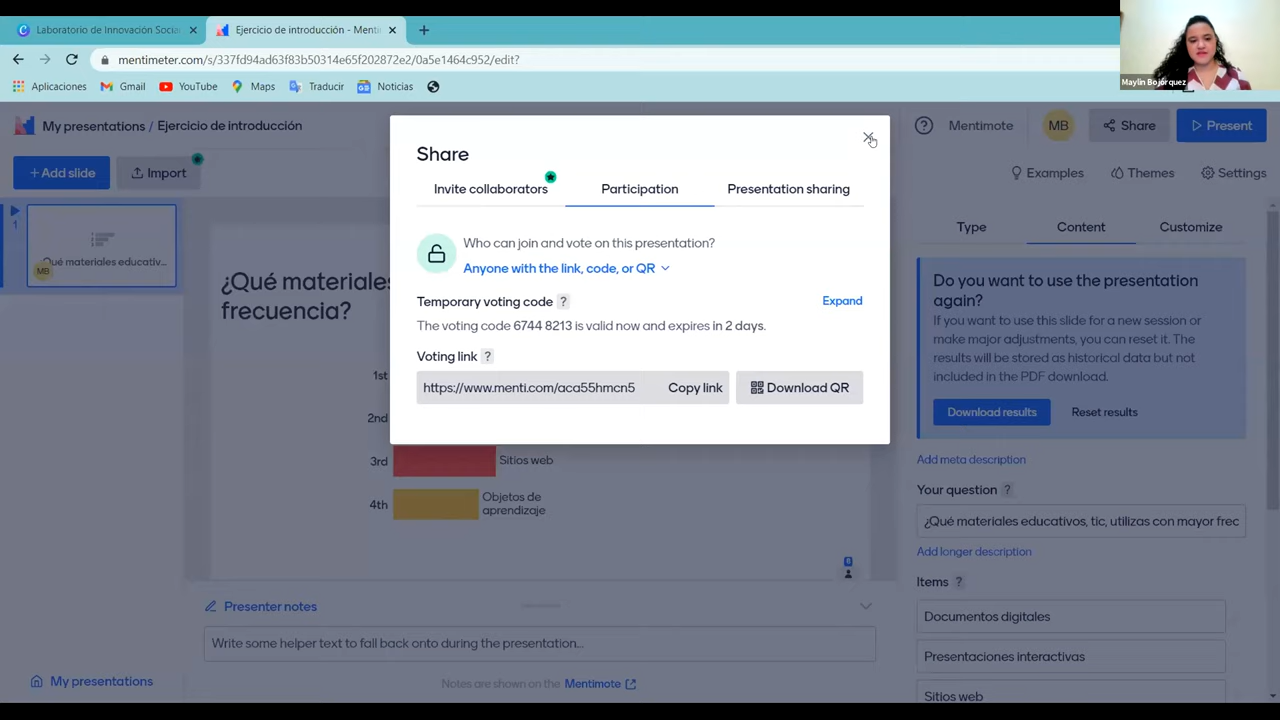 Laboratorio de Innovación Socia
Ejercicio de introducción - Menti
mentimeter.com/s/337fd94ad63f83b50314e65f202872e2/0a5e1464c952/edit?
Aplicaciones Gmail YouTube Maps Traducir Noticias
Maylin Bojórquez
My presentations / Ejercicio de introducción
Mentimote MB Share Present
+Add slide Import
Examples Themes Settings
1
¿Qué materiales educativ...
MB
¿Qué materiales
frecuencia?
1st
2nd
3rd Sitios web
4th Objetos de
aprendizaje
6
Share
Invite collaborators Participation Presentation sharing
Who can join and vote on this presentation?
Anyone with the link, code, or QR
Temporary voting code ? Expand
The voting code 6744 8213 is valid now and expires in 2 days.
Voting link ?
https://www.menti.com/aca55hmcn5 Copy link Download QR
Type Content Customize
Do you want to use the presentation
again?
If you want to use this slide for a new session or
make major adjustments, you can reset it. The
results will be stored as historical data but not
included in the PDF download.
Download results Reset results
Add meta description
Your question ?
¿Qué materiales educativos, tic, utilizas con mayor frec
Add longer description
Items ?
Documentos digitales
Presentaciones interactivas
Sitios web
Presenter notes
Write some helper text to fall back onto during the presentation...
Notes are shown on the Mentimote
My presentations